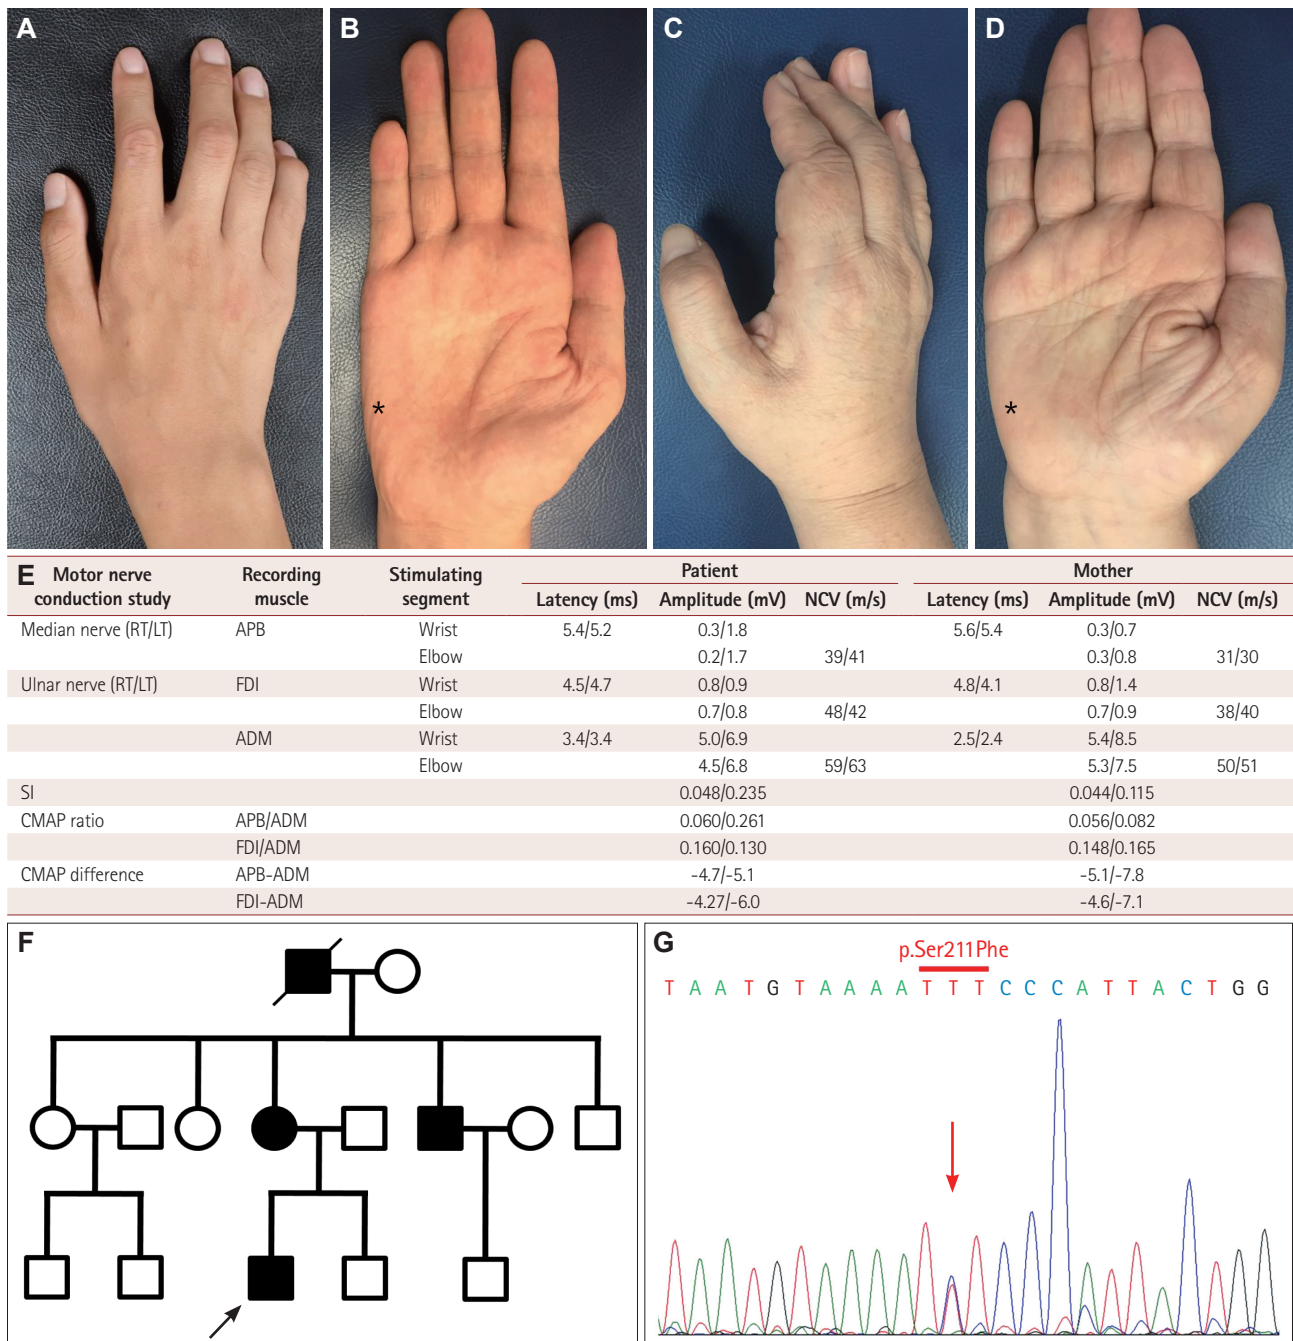 A
B
C
D
*
*
E
Motor nerve conduction study Recording muscle Stimulating segment Patient Mother
Latency (ms) Amplitude (mV) NCV (m/s) Latency (ms) Amplitude (mV) NCV (m/s)
Median nerve (RT/LT) APB Wrist 5.4/5.2 0.3/1.8 5.6/5.4 0.3/0.7
Elbow 0.2/1.7 39/41 0.3/0.8 31/30
Ulnar nerve (RT/LT) FDI Wrist 4.5/4.7 0.8/0.9 4.8/4.1 0.8/1.4
Elbow 0.7/0.8 48/42 0.7/0.9 38/40
ADM Wrist 3.4/3.4 5.0/6.9 2.5/2.4 5.4/8.5
Elbow 4.5/6.8 59/63 5.3/7.5 50/51
SI 0.048/0.235 0.044/0.115
CMAP ratio APB/ADM 0.060/0.261 0.056/0.082
FDI/ADM 0.160/0.130 0.148/0.165
CMAP difference APB-ADM -4.7/-5.1 -5.1/-7.8
FDI-ADM -4.27/-6.0 -4.6/-7.1
F
G
p.Ser211Phe
T A A T G T A A A A T T T C C C A T T A C T G G